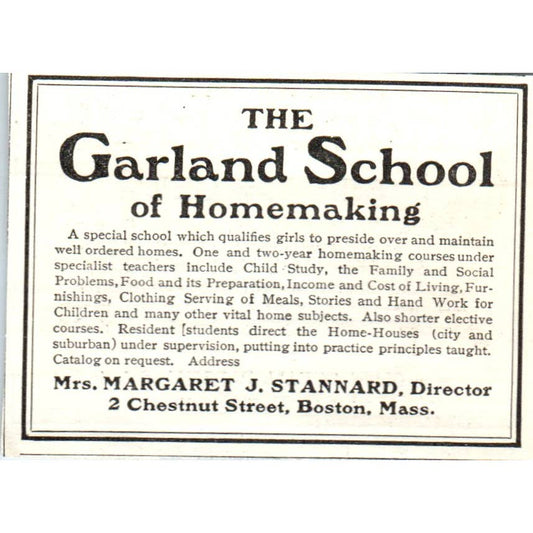 THE
Garland School
of Homemaking
A special school which qualifies girls to preside over and maintain
well ordered homes. One and two-year homemaking courses under
specialist teachers include Child Study, the Family and Social
Problems, Food and its Preparation, Income and Cost of Living, Fur-
nishings, Clothing Serving of Meals, Stories and Hand Work for
Children and many other vital home subjects. Also shorter elective
courses. Resident [students direct the Home-Houses (city and
suburban) under supervision, putting into practice principles taught.
Catalog on request. Address
Mrs. MARGARET J. STANNARD, Director
2 Chestnut Street, Boston, Mass.